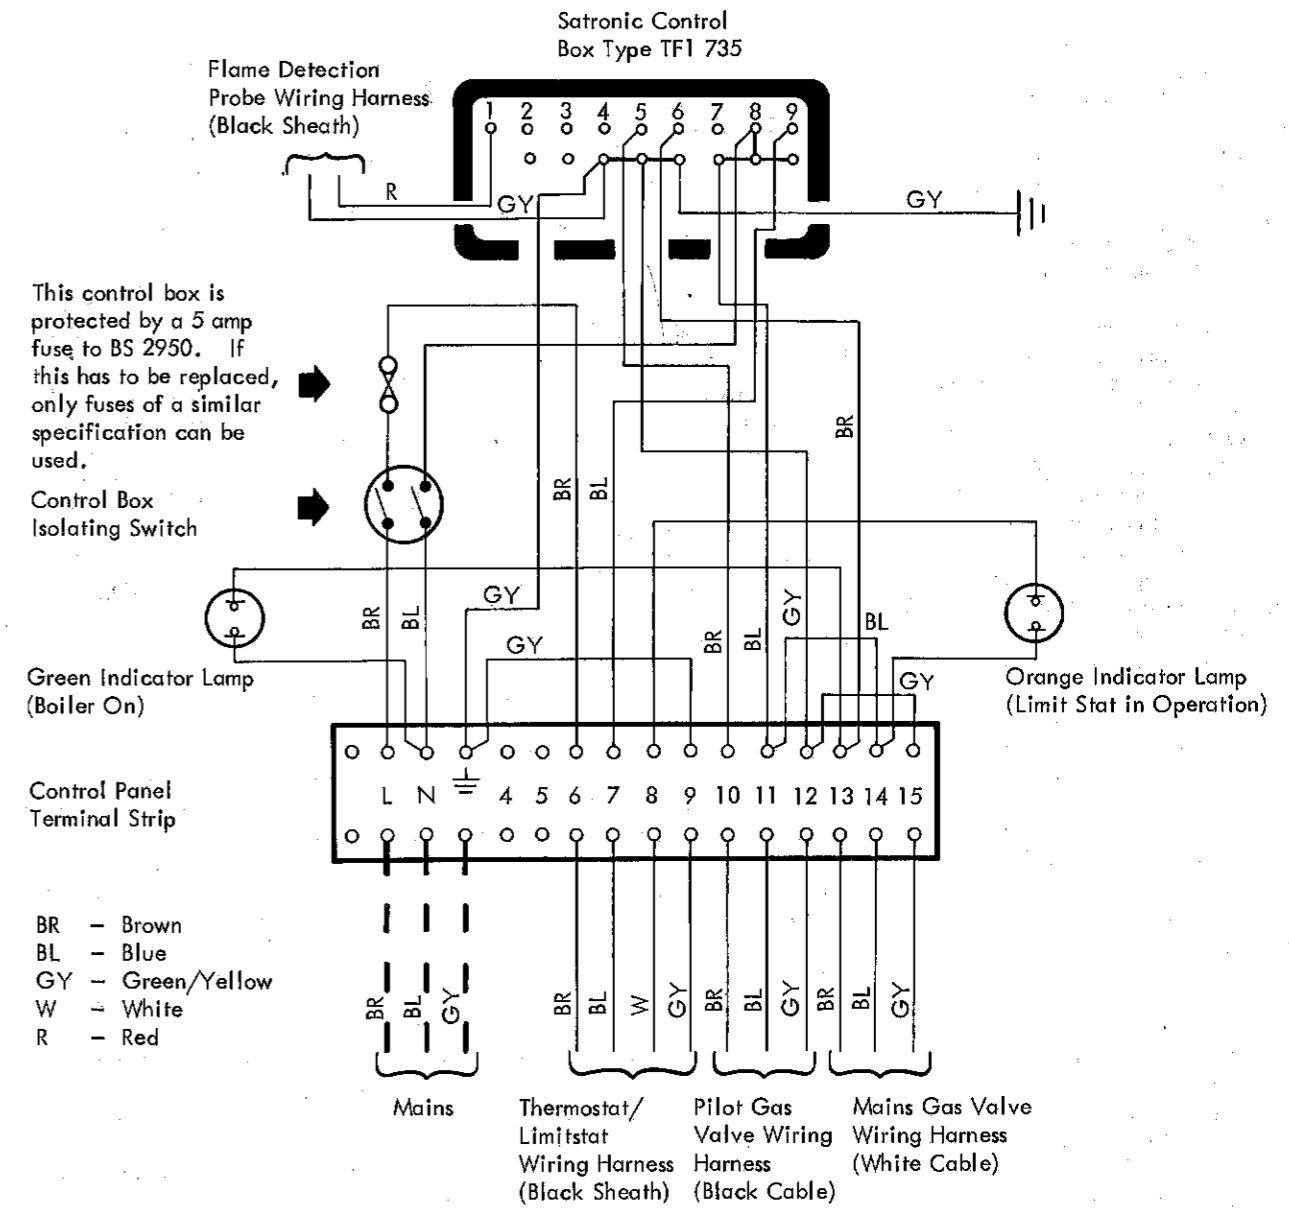 Satronic Control
Box Type TF1 735
Flame Detection
Probe Wiring Harness
(Black Sheath)
1 2 3 4 5 6 7 8 9
R
GY
GY
This control box is
protected by a 5 amp
fuse to BS 2950. If
this has to be replaced,
only fuses of a similar
specification can be
used.
BR
BR
BL
Control Box
Isolating Switch
BR
BL
GY
GY
BR
BL
GY
BL
GY
Green Indicator Lamp
(Boiler On)
Orange Indicator Lamp
(Limit Stat in Operation)
Control Panel
Terminal Strip
L N 4 5 6 7 8 9 10 11 12 13 14 15
BR – Brown
BL – Blue
GY – Green/Yellow
W – White
R – Red
BR BL GY BR BL W GY BR BL GY BR BL GY
Mains
Thermostat/
Limitstat
Wiring Harness
(Black Sheath)
Pilot Gas
Valve Wiring
Harness
(Black Cable)
Mains Gas Valve
Wiring Harness
(White Cable)